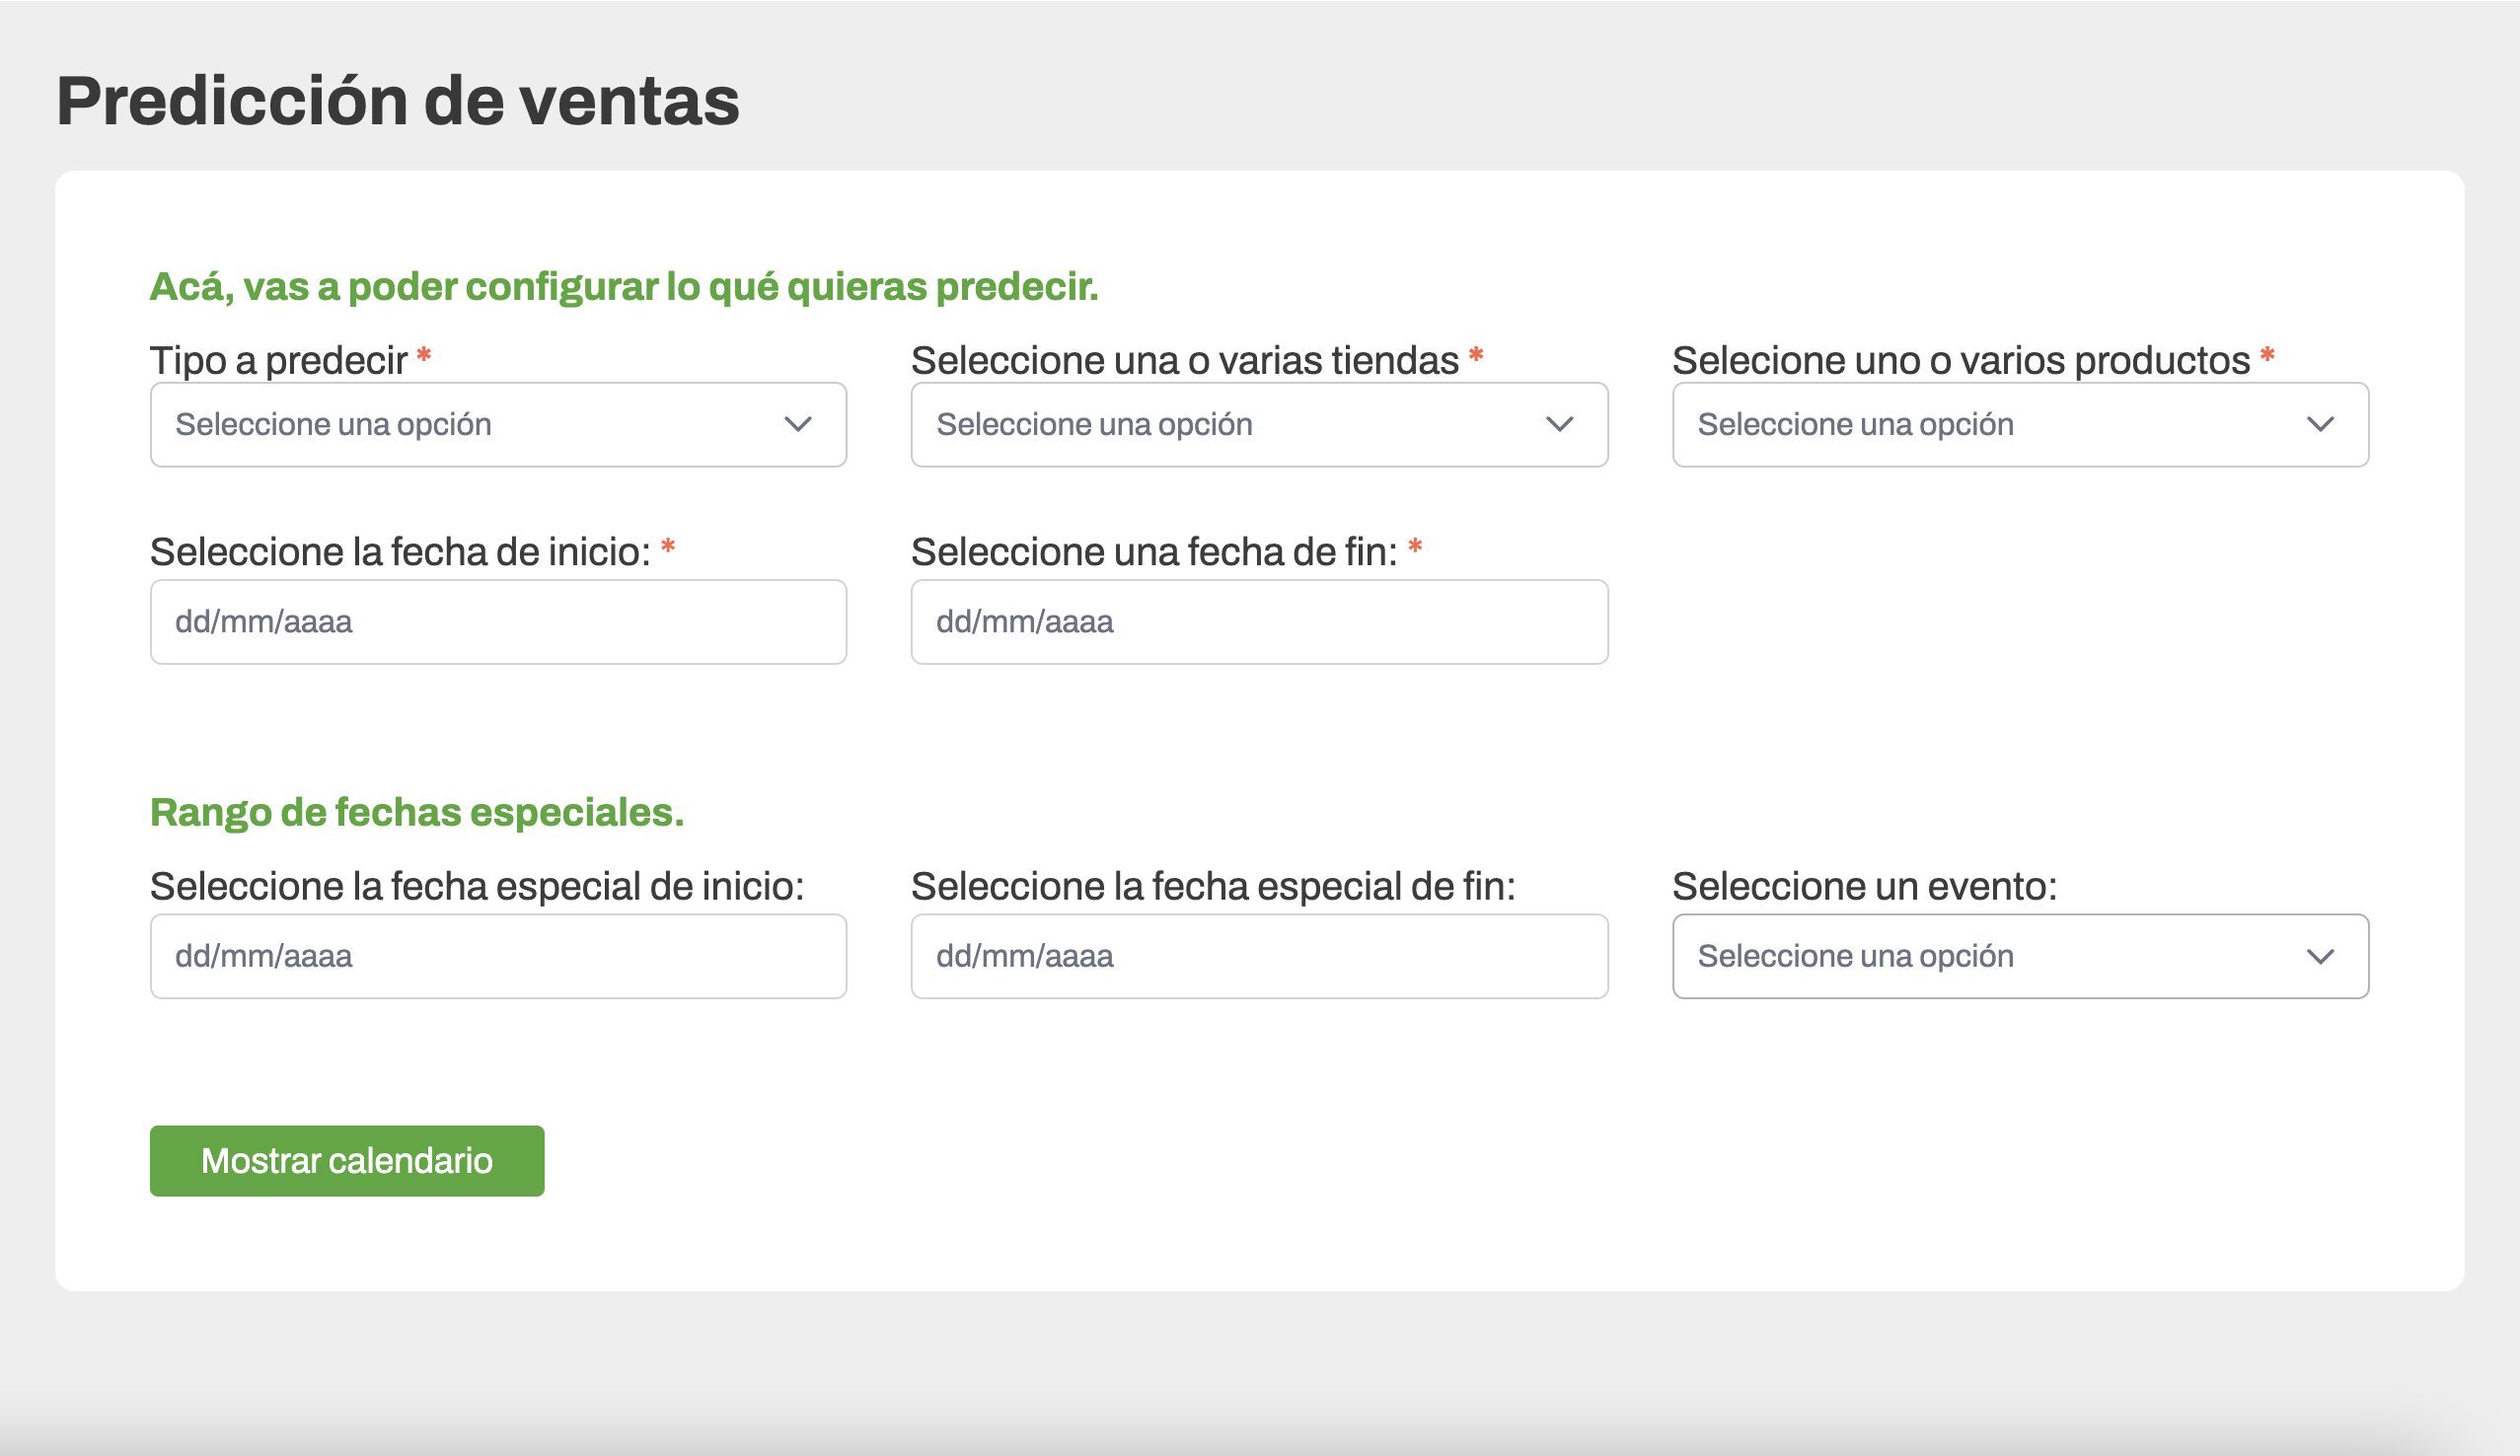 Predicción de ventas
Acá, vas a poder configurar lo qué quieras predecir.
Tipo a predecir *
Seleccione una o varias tiendas *
Selecione uno o varios productos *
Seleccione una opción
Seleccione una opción
Seleccione una opción
Seleccione la fecha de inicio: *
Seleccione una fecha de fin: *
dd/mm/aaaa
dd/mm/aaaa
Rango de fechas especiales.
Seleccione la fecha especial de inicio:
Seleccione la fecha especial de fin:
Seleccione un evento:
dd/mm/aaaa
dd/mm/aaaa
Seleccione una opción
Mostrar calendario